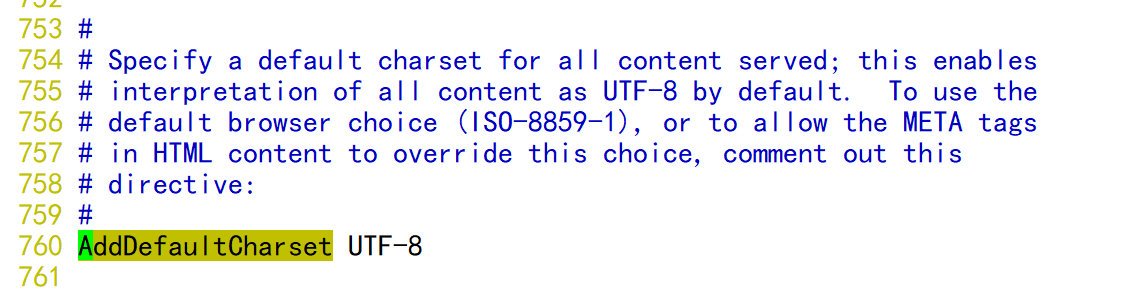 753 #
754 # Specify a default charset for all content served; this enables
755 # interpretation of all content as UTF-8 by default.  To use the
756 # default browser choice (ISO-8859-1), or to allow the META tags
757 # in HTML content to override this choice, comment out this
758 # directive:
759 #
760 AddDefaultCharset UTF-8
761